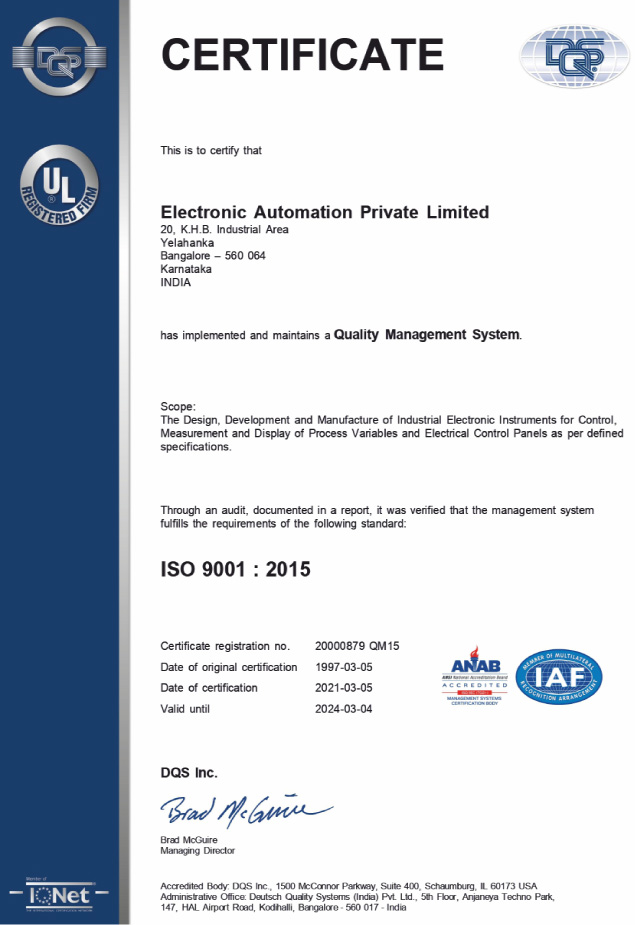 DQS
CERTIFICATE
DQS
UL
®
REGISTERED FIRM
This is to certify that
Electronic Automation Private Limited
20, K.H.B. Industrial Area
Yelahanka
Bangalore – 560 064
Karnataka
INDIA
has implemented and maintains a Quality Management System.
Scope:
The Design, Development and Manufacture of Industrial Electronic Instruments for Control,
Measurement and Display of Process Variables and Electrical Control Panels as per defined
specifications.
Through an audit, documented in a report, it was verified that the management system
fulfills the requirements of the following standard:
ISO 9001 : 2015
Certificate registration no. 20000879 QM15
Date of original certification 1997-03-05
Date of certification 2021-03-05
Valid until 2024-03-04
ANAB
ANSI National Accreditation Board
ACCREDITED
MANAGEMENT SYSTEMS
CERTIFICATION BODY
MEMBER OF MULTILATERAL
IAF
RECOGNITION ARRANGEMENT
DQS Inc.
Brad McGuire
Brad McGuire
Managing Director
Member of
IQNet
THE INTERNATIONAL CERTIFICATION NETWORK
Accredited Body: DQS Inc., 1500 McConnor Parkway, Suite 400, Schaumburg, IL 60173 USA
Administrative Office: Deutsch Quality Systems (India) Pvt. Ltd., 5th Floor, Anjaneya Techno Park,
147, HAL Airport Road, Kodihalli, Bangalore - 560 017 - India